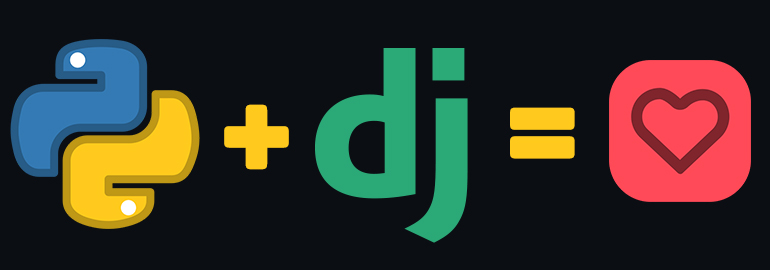 + dj =